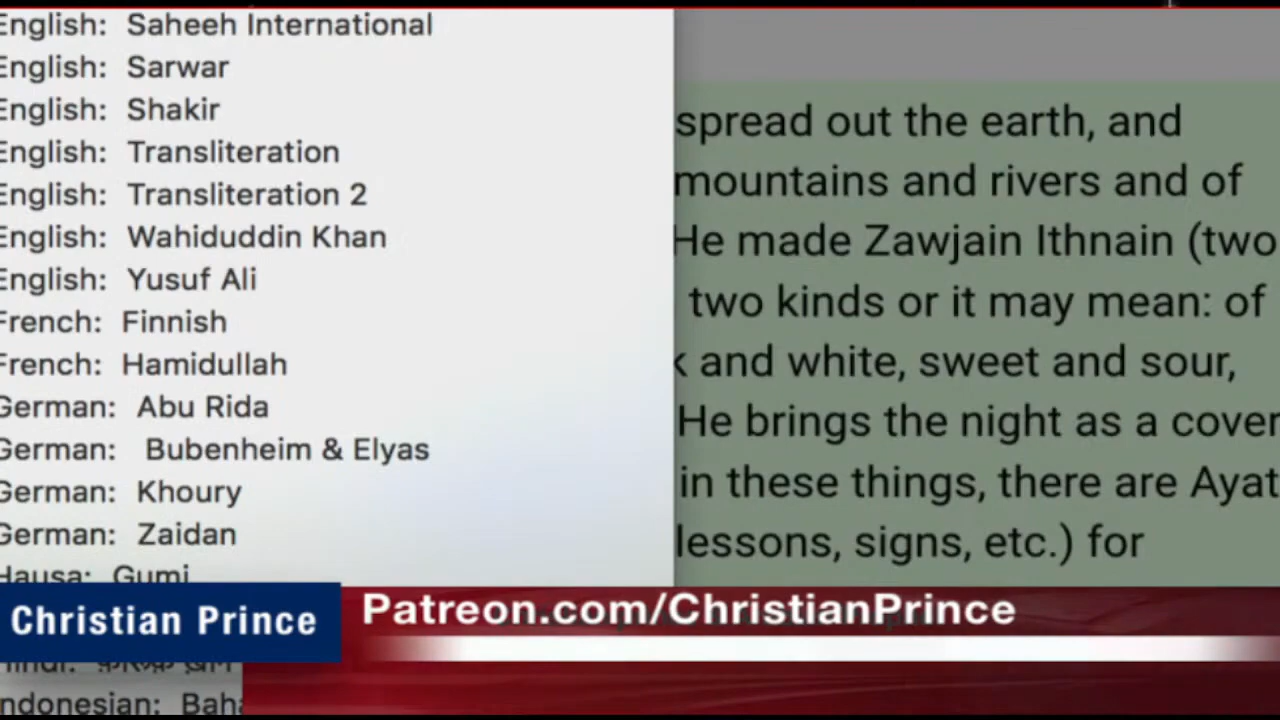 English: Saheeh International
English: Sarwar
English: Shakir
English: Transliteration
English: Transliteration 2
English: Wahiduddin Khan
English: Yusuf Ali
French: Finnish
French: Hamidullah
German: Abu Rida
German: Bubenheim & Elyas
German: Khoury
German: Zaidan
Hausa: Gumi
Indonesian: Baha
spread out the earth, and
mountains and rivers and of
He made Zawjain Ithnain (two
two kinds or it may mean: of
k and white, sweet and sour,
He brings the night as a cover
in these things, there are Ayat
lessons, signs, etc.) for
Christian Prince
Patreon.com/ChristianPrince